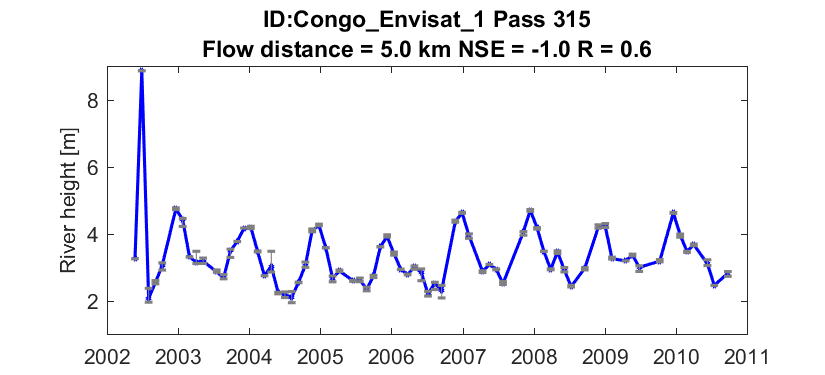 ID:Congo_Envisat_1 Pass 315
Flow distance = 5.0 km NSE = -1.0 R = 0.6
River height [m]
8
6
4
2
2002 2003 2004 2005 2006 2007 2008 2009 2010 2011